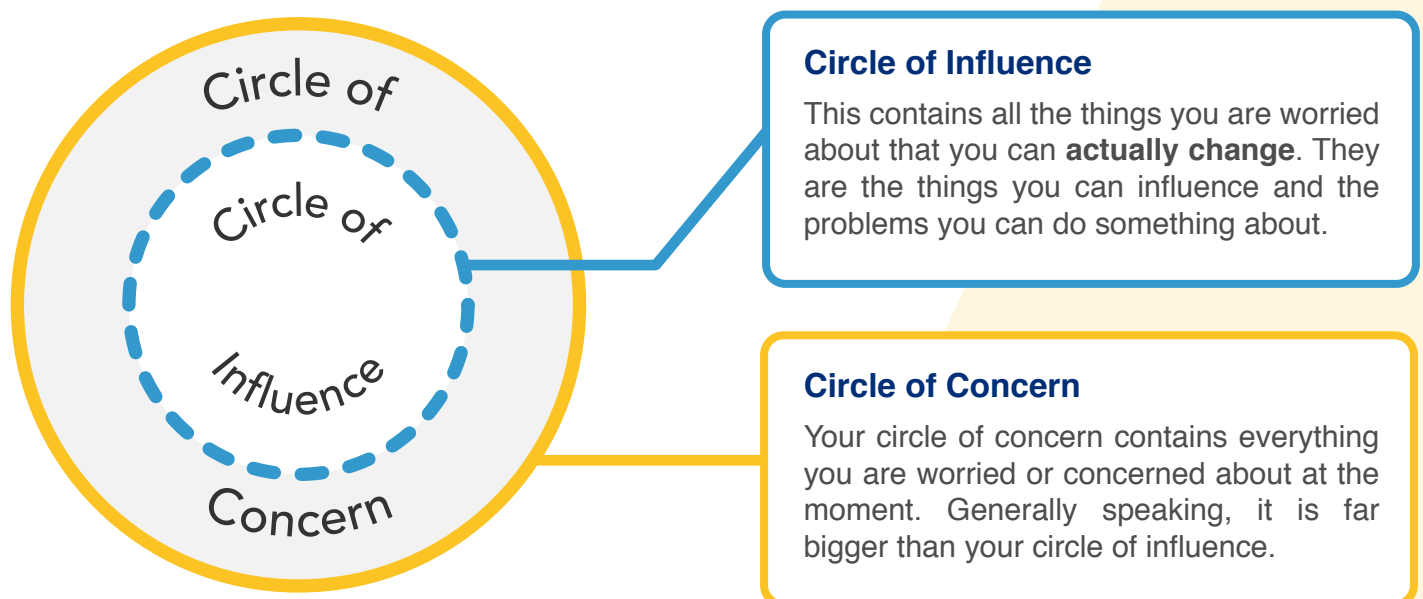 Circle of
Circle of
Influence
Concern
Circle of Influence
This contains all the things you are worried
about that you can actually change. They
are the things you can influence and the
problems you can do something about.
Circle of Concern
Your circle of concern contains everything
you are worried or concerned about at the
moment. Generally speaking, it is far
bigger than your circle of influence.